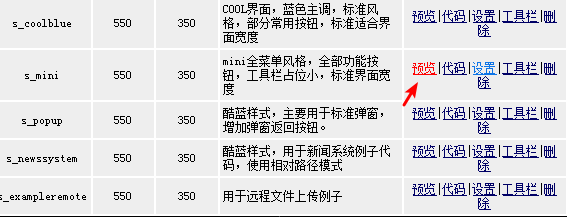 s_coolblue 550 350 COOL界面，蓝色主调，标准风格，部分常用按钮，标准适合界面宽度 预览|代码|设置|工具栏|删除
s_mini 550 350 mini全菜单风格，全部功能按钮，工具栏占位小，标准界面宽度 预览|代码|设置|工具栏|删除
s_popup 550 350 酷蓝样式，主要用于标准弹窗，增加弹窗返回按钮。 预览|代码|设置|工具栏|删除
s_newssystem 550 350 酷蓝样式，用于新闻系统例子代码，使用相对路径模式 预览|代码|设置|工具栏|删除
s_exampleremote 550 350 用于远程文件上传例子 预览|代码|设置|工具栏|删除